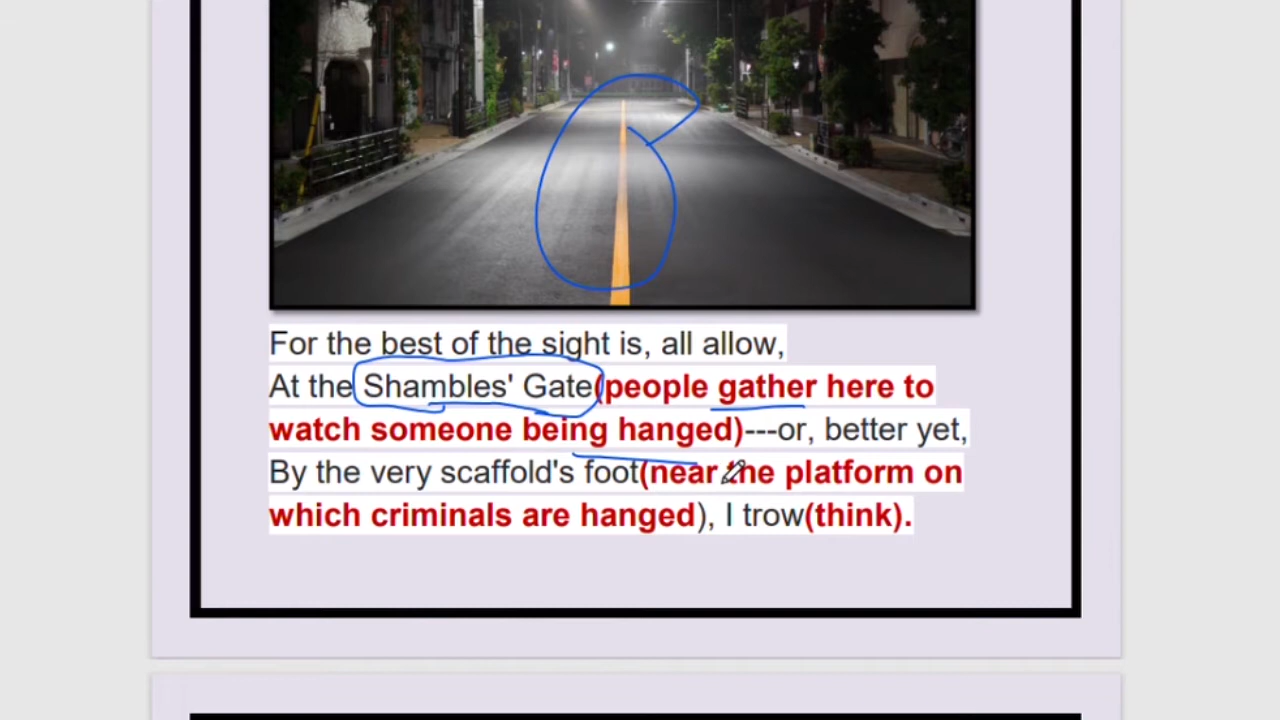 For the best of the sight is, all allow,
At the Shambles' Gate(people gather here to
watch someone being hanged)---or, better yet,
By the very scaffold's foot(near the platform on
which criminals are hanged), I trow(think).